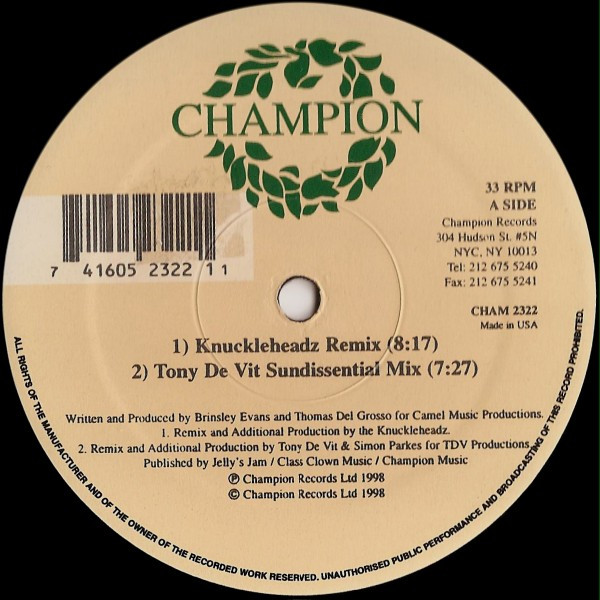 CHAMPION
33 RPM
A SIDE
Champion Records
304 Hudson St. #5N
NYC, NY 10013
Tel: 212 675 5240
Fax: 212 675 5241
7 41605 2322 1 1
CHAM 2322
Made in USA
1) Knuckleheadz Remix (8:17)
2) Tony De Vit Sundissential Mix (7:27)
Written and Produced by Brinsley Evans and Thomas Del Grosso for Camel Music Productions.
1. Remix and Additional Production by the Knuckleheadz.
2. Remix and Additional Production by Tony De Vit & Simon Parkes for TDV Productions.
Published by Jelly's Jam / Class Clown Music / Champion Music
℗ Champion Records Ltd 1998
© Champion Records Ltd 1998
ALL RIGHTS OF THE MANUFACTURER AND OF THE OWNER OF THE RECORDED WORK RESERVED. UNAUTHORISED PUBLIC PERFORMANCE AND BROADCASTING OF THIS RECORD PROHIBITED.